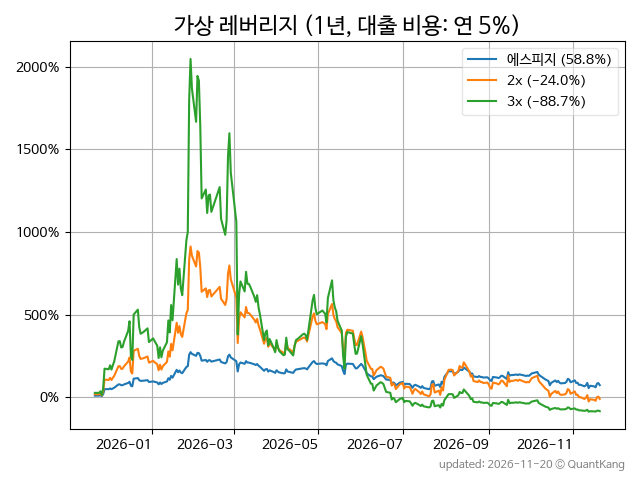 가상 레버리지 (1년, 대출 비용: 연 5%)
에스피지 (58.8%)
2x (−24.0%)
3x (−88.7%)
2000%
1500%
1000%
500%
0%
2026-01 2026-03 2026-05 2026-07 2026-09 2026-11
updated: 2026-11-20 © QuantKang